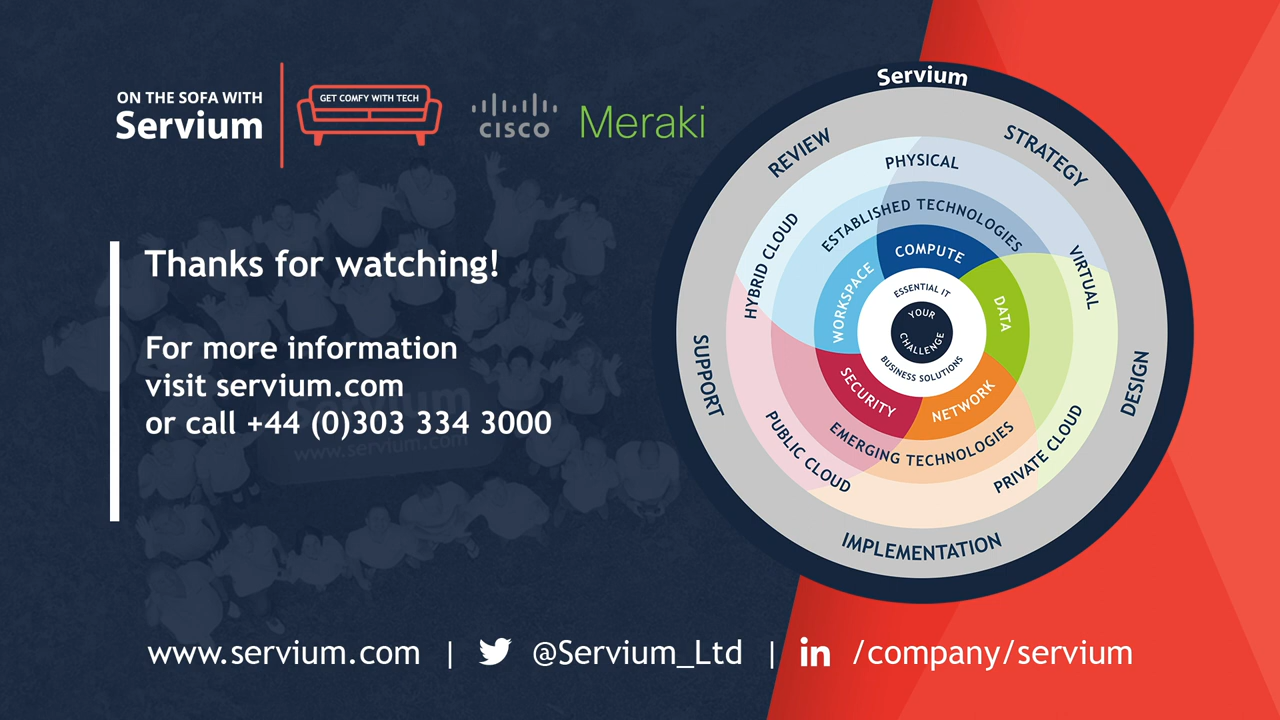 ON THE SOFA WITH
Servium
GET COMFY WITH TECH
CISCO
Meraki
Thanks for watching!
For more information
visit servium.com
or call +44 (0)303 334 3000
www.servium.com
Servium
REVIEW
STRATEGY
DESIGN
IMPLEMENTATION
SUPPORT
PHYSICAL
VIRTUAL
PRIVATE CLOUD
PUBLIC CLOUD
HYBRID CLOUD
ESTABLISHED TECHNOLOGIES
EMERGING TECHNOLOGIES
COMPUTE
DATA
NETWORK
SECURITY
WORKSPACE
ESSENTIAL IT
BUSINESS SOLUTIONS
YOUR
CHALLENGE
www.servium.com | @Servium_Ltd | in /company/servium